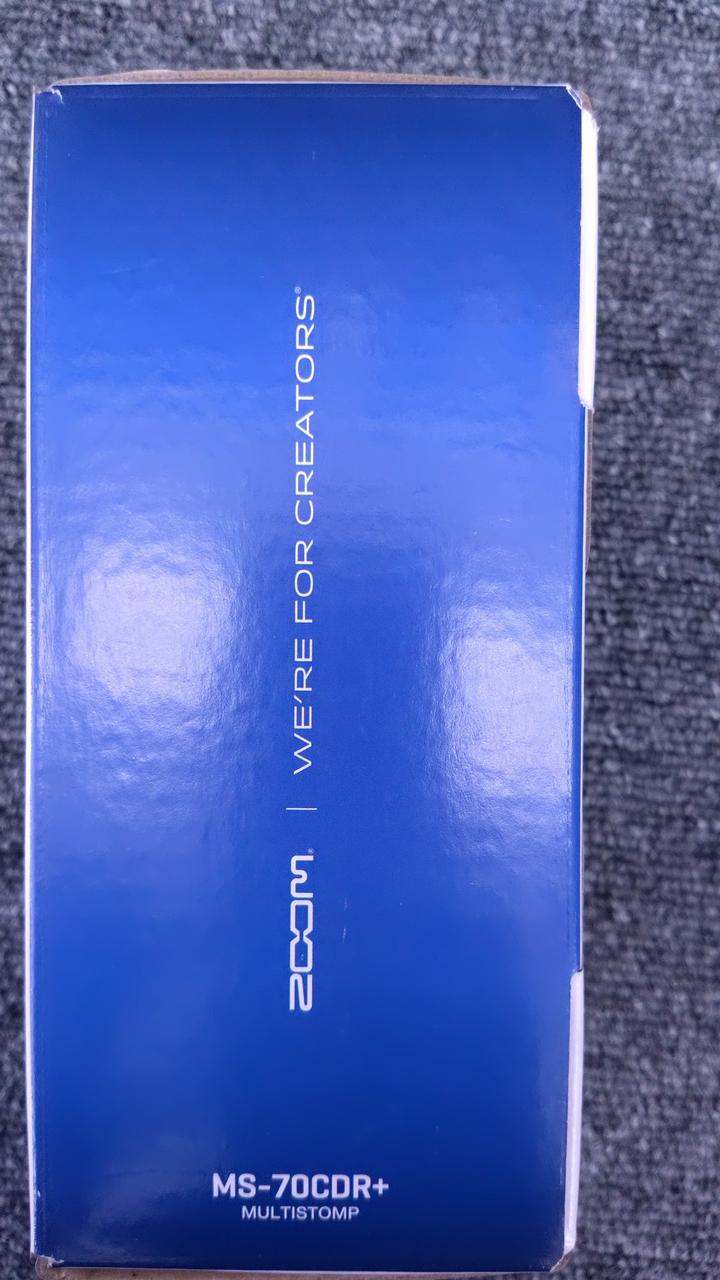 ZOOM® | WE'RE FOR CREATORS®
MS-70CDR+
MULTISTOMP